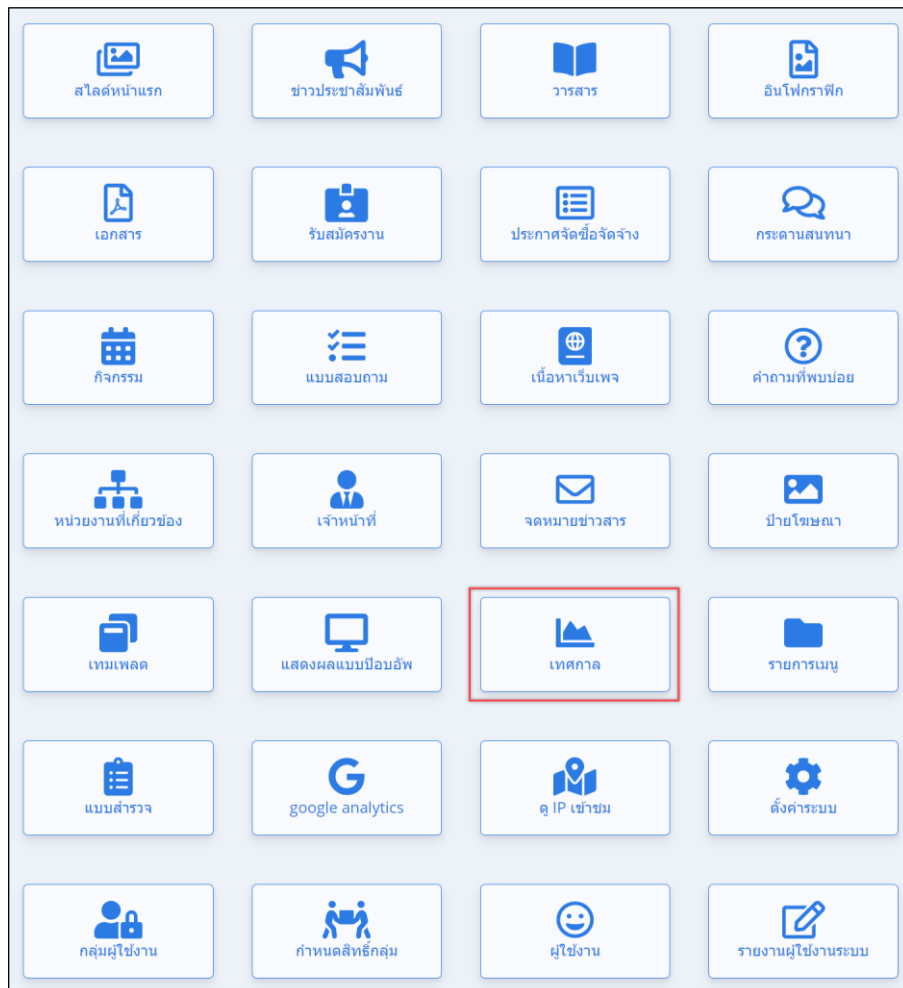 สไลด์หน้าแรก
ข่าวประชาสัมพันธ์
วารสาร
อินโฟกราฟิก
เอกสาร
รับสมัครงาน
ประกาศจัดซื้อจัดจ้าง
กระดานสนทนา
กิจกรรม
แบบสอบถาม
เนื้อหาเว็บเพจ
คำถามที่พบบ่อย
หน่วยงานที่เกี่ยวข้อง
เจ้าหน้าที่
จดหมายข่าวสาร
ป้ายโฆษณา
เทมเพลต
แสดงผลแบบป๊อบอัพ
เทศกาล
รายการเมนู
แบบสำรวจ
google analytics
ดู IP เข้าชม
ตั้งค่าระบบ
กลุ่มผู้ใช้งาน
กำหนดสิทธิ์กลุ่ม
ผู้ใช้งาน
รายงานผู้ใช้งานระบบ